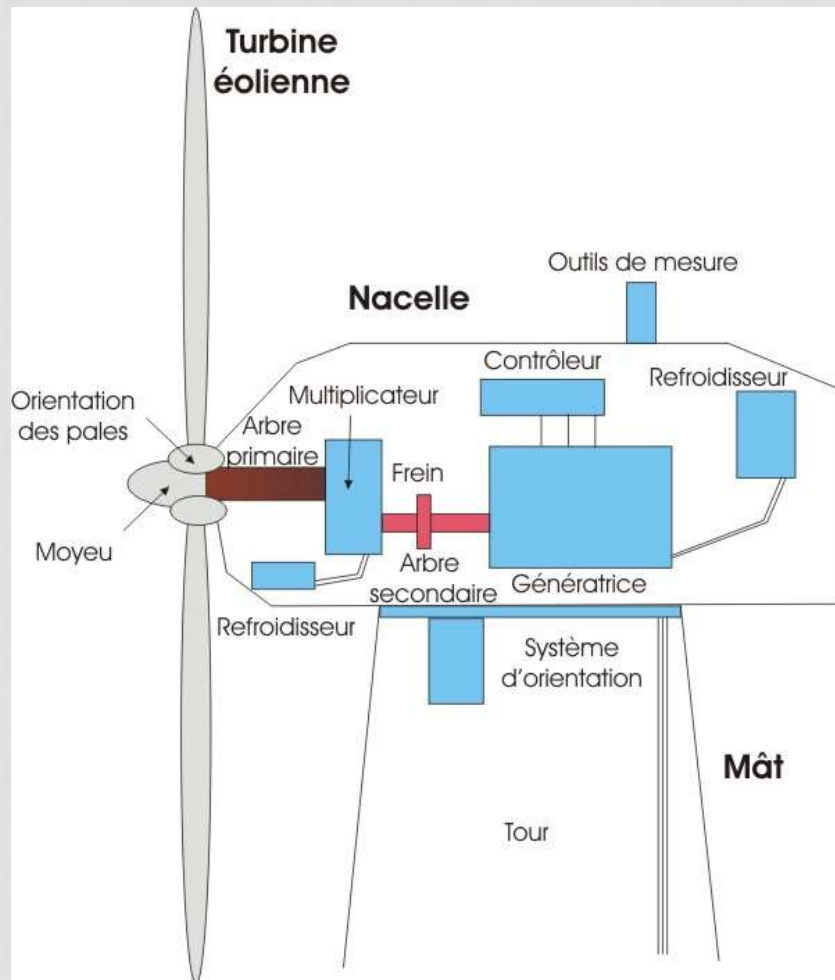 Turbine
éolienne
Outils de mesure
Nacelle
Contrôleur
Refroidisseur
Orientation
des pales
Multiplicateur
Arbre
primaire
Frein
Moyeu
Arbre
secondaire
Génératrice
Refroidisseur
Système
d'orientation
Mât
Tour